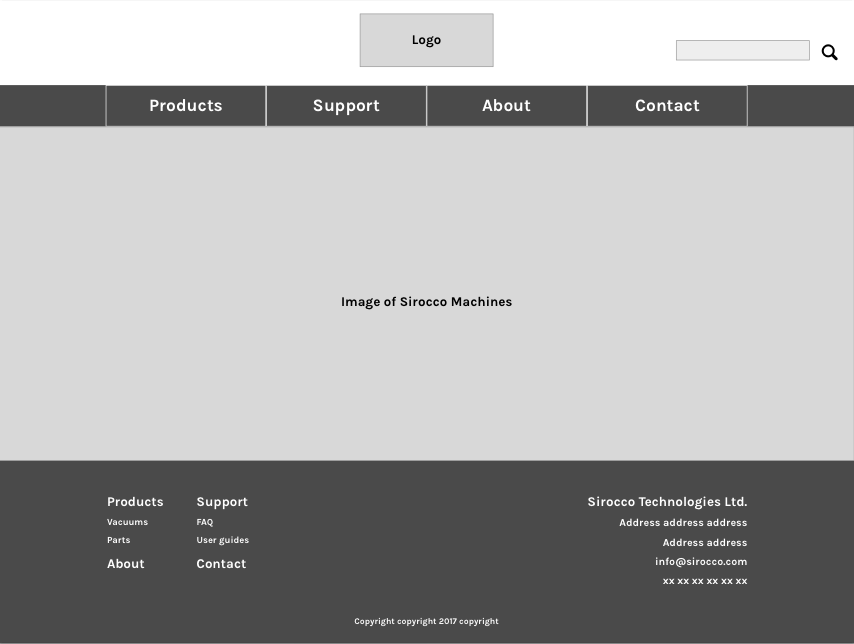 Logo
Products Support About Contact
Image of Sirocco Machines
Products Support
Vacuums FAQ
Parts User guides
About Contact
Sirocco Technologies Ltd.
Address address address
Address address
info@sirocco.com
xx xx xx xx xx xx
Copyright copyright 2017 copyright